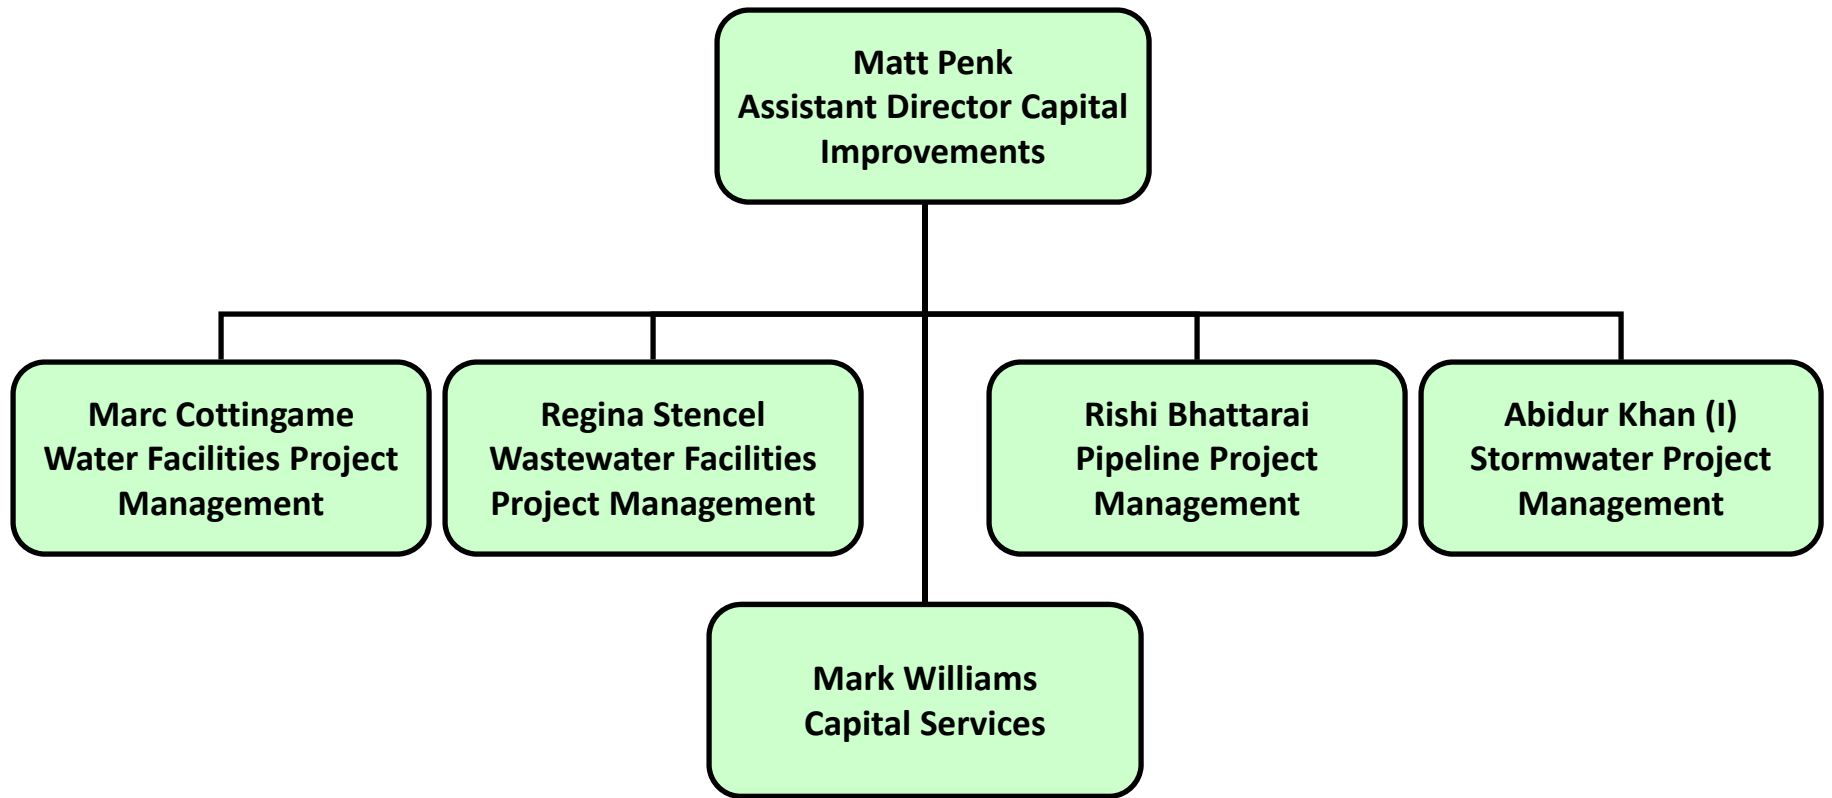 Matt Penk
Assistant Director Capital
Improvements
Marc Cottingame
Water Facilities Project
Management
Regina Stencel
Wastewater Facilities
Project Management
Rishi Bhattarai
Pipeline Project
Management
Abidur Khan (I)
Stormwater Project
Management
Mark Williams
Capital Services